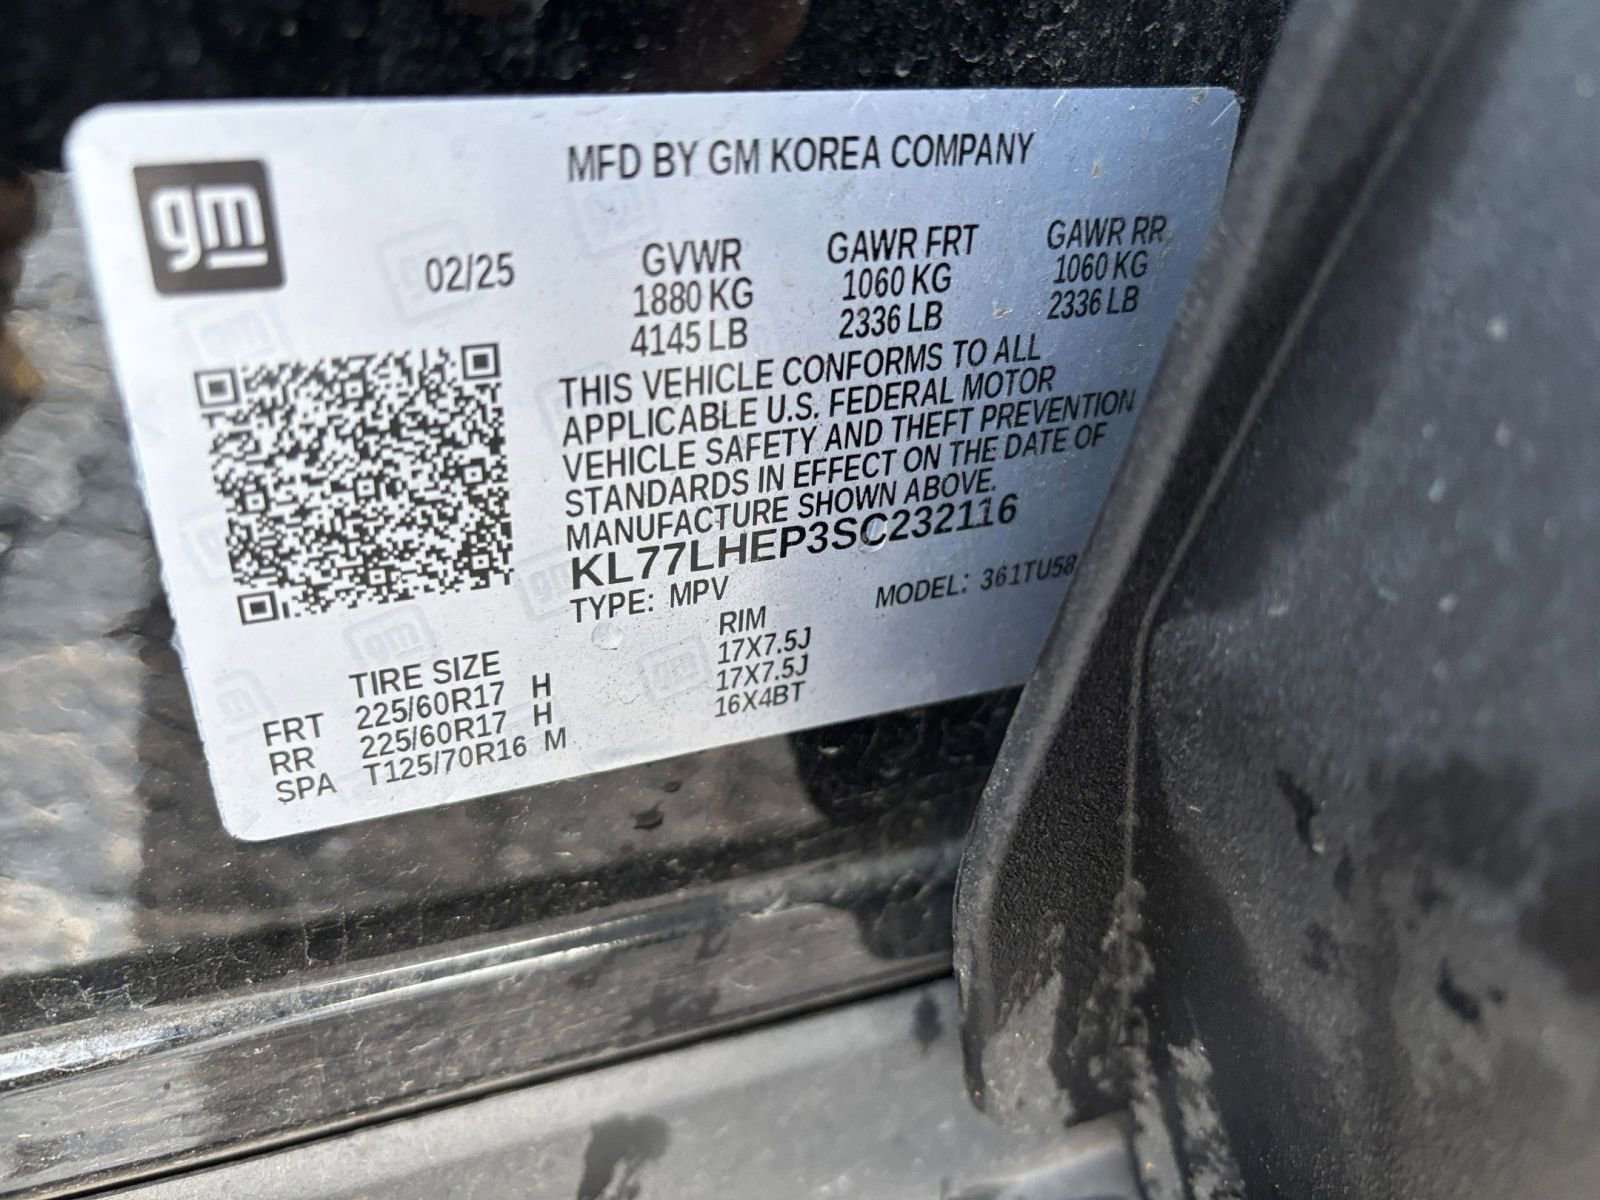 MFD BY GM KOREA COMPANY
gm
02/25
GVWR GAWR FRT GAWR RR
1880 KG 1060 KG 1060 KG
4145 LB 2336 LB 2336 LB
THIS VEHICLE CONFORMS TO ALL
APPLICABLE U.S. FEDERAL MOTOR
VEHICLE SAFETY AND THEFT PREVENTION
STANDARDS IN EFFECT ON THE DATE OF
MANUFACTURE SHOWN ABOVE.
KL77LHEP3SC232116
TYPE: MPV MODEL: 361TU58
TIRE SIZE RIM
FRT 225/60R17 H 17X7.5J
RR 225/60R17 H 17X7.5J
SPA T125/70R16 M 16X4BT